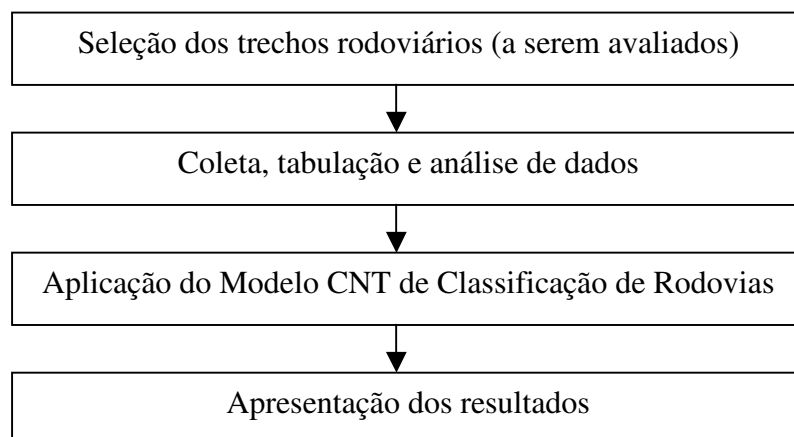 Seleção dos trechos rodoviários (a serem avaliados)
Coleta, tabulação e análise de dados
Aplicação do Modelo CNT de Classificação de Rodovias
Apresentação dos resultados